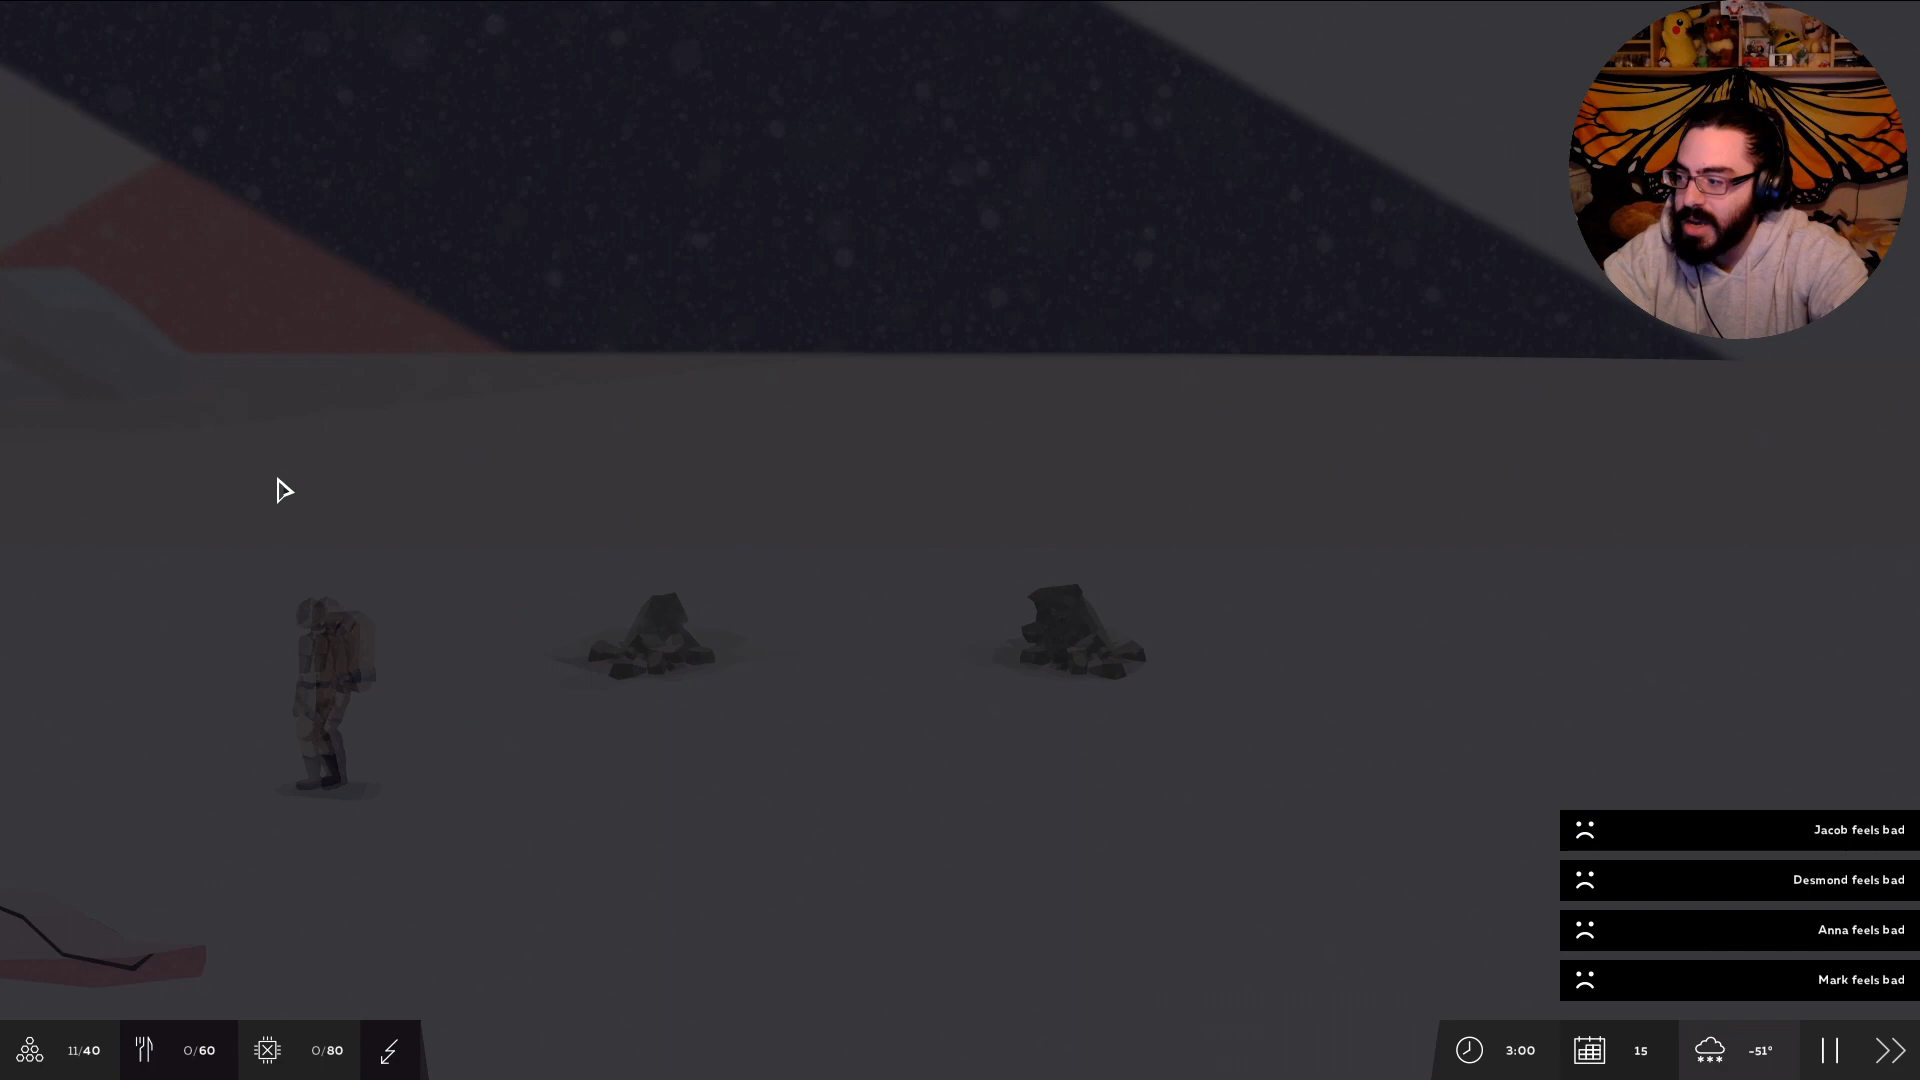 Jacob feels bad
Desmond feels bad
Anna feels bad
Mark feels bad
11/40
0/60
0/80
3:00
15
-51°